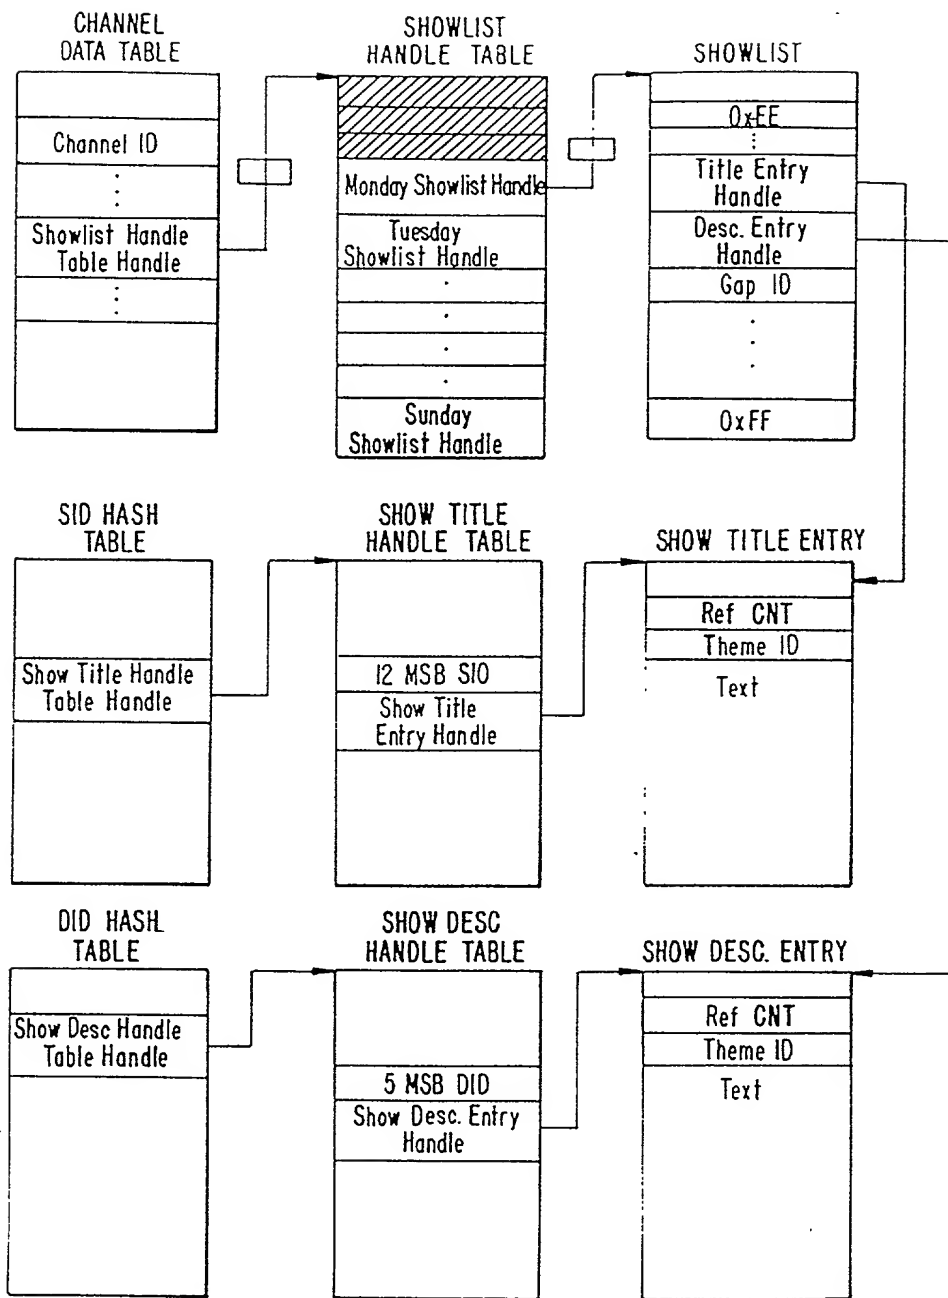 CHANNEL
DATA TABLE
Channel ID
Showlist Handle
Table Handle
SHOWLIST
HANDLE TABLE
Monday Showlist Handle
Tuesday
Showlist Handle
Sunday
Showlist Handle
SHOWLIST
0xEE
Title Entry
Handle
Desc. Entry
Handle
Gap ID
0xFF
SID HASH
TABLE
Show Title Handle
Table Handle
SHOW TITLE
HANDLE TABLE
12 MSB SIO
Show Title
Entry Handle
SHOW TITLE ENTRY
Ref CNT
Theme ID
Text
DID HASH
TABLE
Show Desc Handle
Table Handle
SHOW DESC
HANDLE TABLE
5 MSB DID
Show Desc. Entry
Handle
SHOW DESC. ENTRY
Ref CNT
Theme ID
Text